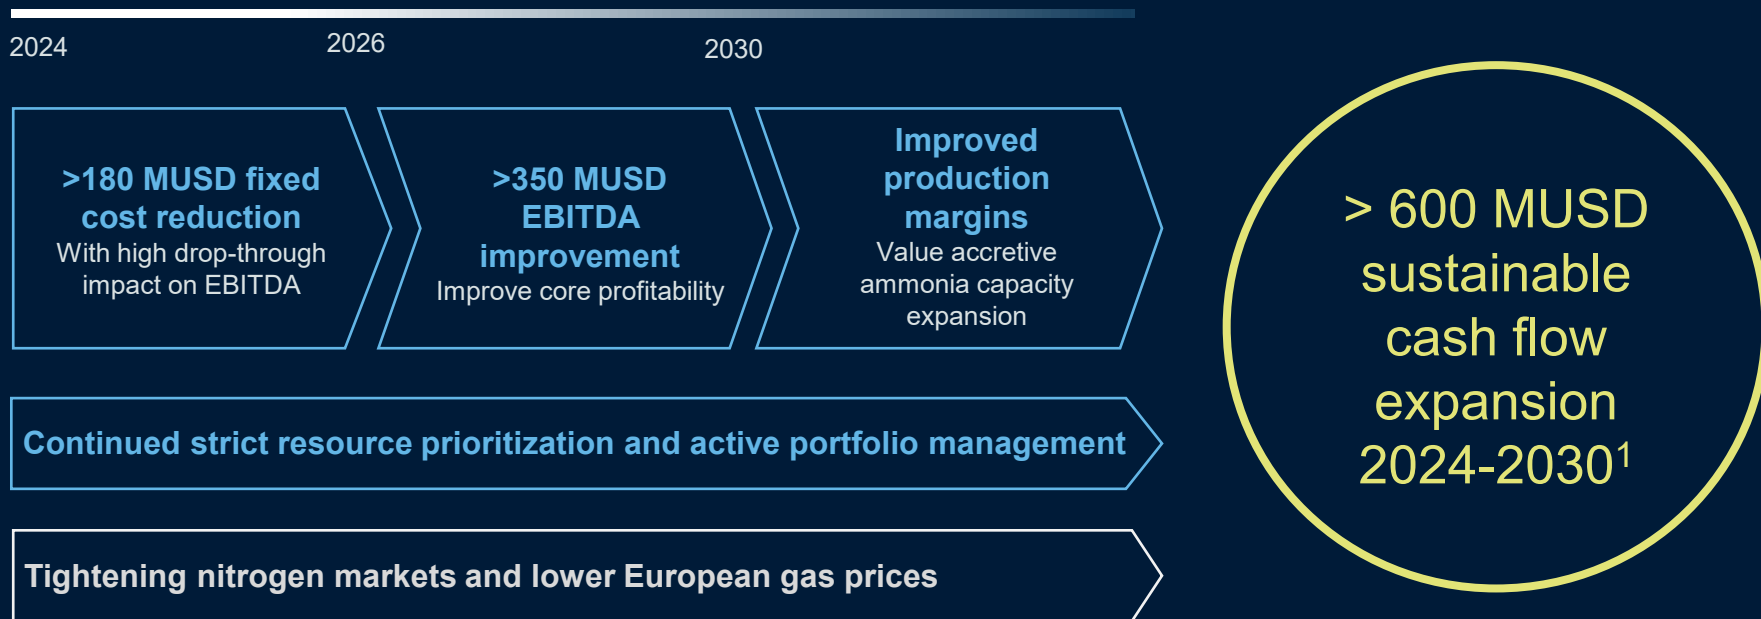 2024
2026
2030
>180 MUSD fixed
cost reduction
With high drop-through
impact on EBITDA
>350 MUSD
EBITDA
improvement
Improve core profitability
Improved
production
margins
Value accretive
ammonia capacity
expansion
Continued strict resource prioritization and active portfolio management
Tightening nitrogen markets and lower European gas prices
> 600 MUSD
sustainable
cash flow
expansion
2024-2030¹